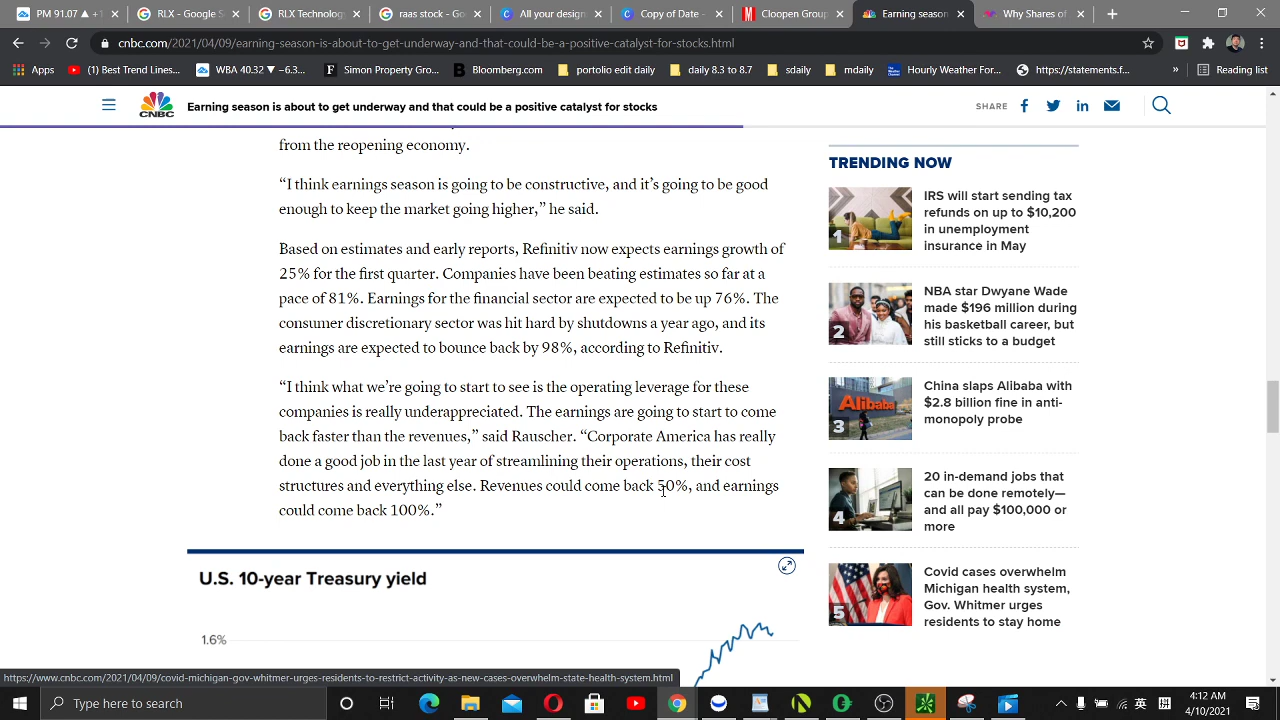 PM 9.07 ▲ +0.
ROK Technology
ROK Technologi
raas stock - Go
All your design
Copy of Date -
Cloopen Group
Earning season
Westwater Reso
cnbc.com/2021/04/09/earning-season-is-about-to-get-underway-and-that-could-be-a-positive-catalyst-for-stocks.html
Apps
(1) Best Trend Lines...
WBA 40.32 ▼ −6.3...
Simon Property Gro...
Bloomberg.com
portolio edit daily
daily 8.3 to 8.7
sdaily
mdaily
Hourly Weather For...
https://statements.f...
»
Reading list
CNBC
Earning season is about to get underway and that could be a positive catalyst for stocks
SHARE
from the reopening economy.
“I think earnings season is going to be constructive, and it’s going to be good
enough to keep the market going higher,” he said.
Based on estimates and early reports, Refinitiv now expects earnings growth of
25% for the first quarter. Companies have been beating estimates so far at a
pace of 81%. Earnings for the financial sector are expected to be up 76%. The
consumer discretionary sector was hit hard by shutdowns a year ago, and its
earnings are expected to bounce back by 98%, according to Refinitiv.
“I think what we’re going to start to see is the operating leverage for these
companies is really underappreciated. The earnings are going to start to come
back faster than the revenues,” said Rauscher. “Corporate America has really
done a good job in the last year of streamlining their operations, their cost
structures and everything else. Revenues could come back 50%, and earnings
could come back 100%.”
U.S. 10-year Treasury yield
1.6%
TRENDING NOW
1
IRS will start sending tax
refunds on up to $10,200
in unemployment
insurance in May
2
NBA star Dwyane Wade
made $196 million during
his basketball career, but
still sticks to a budget
Alibaba
3
China slaps Alibaba with
$2.8 billion fine in anti-
monopoly probe
4
20 in-demand jobs that
can be done remotely—
and all pay $100,000 or
more
5
Covid cases overwhelm
Michigan health system,
Gov. Whitmer urges
residents to stay home
https://www.cnbc.com/2021/04/09/covid-michigan-gov-whitmer-urges-residents-to-restrict-activity-as-new-cases-overwhelm-state-health-system.html
Type here to search
英
拼
4:12 AM
4/10/2021